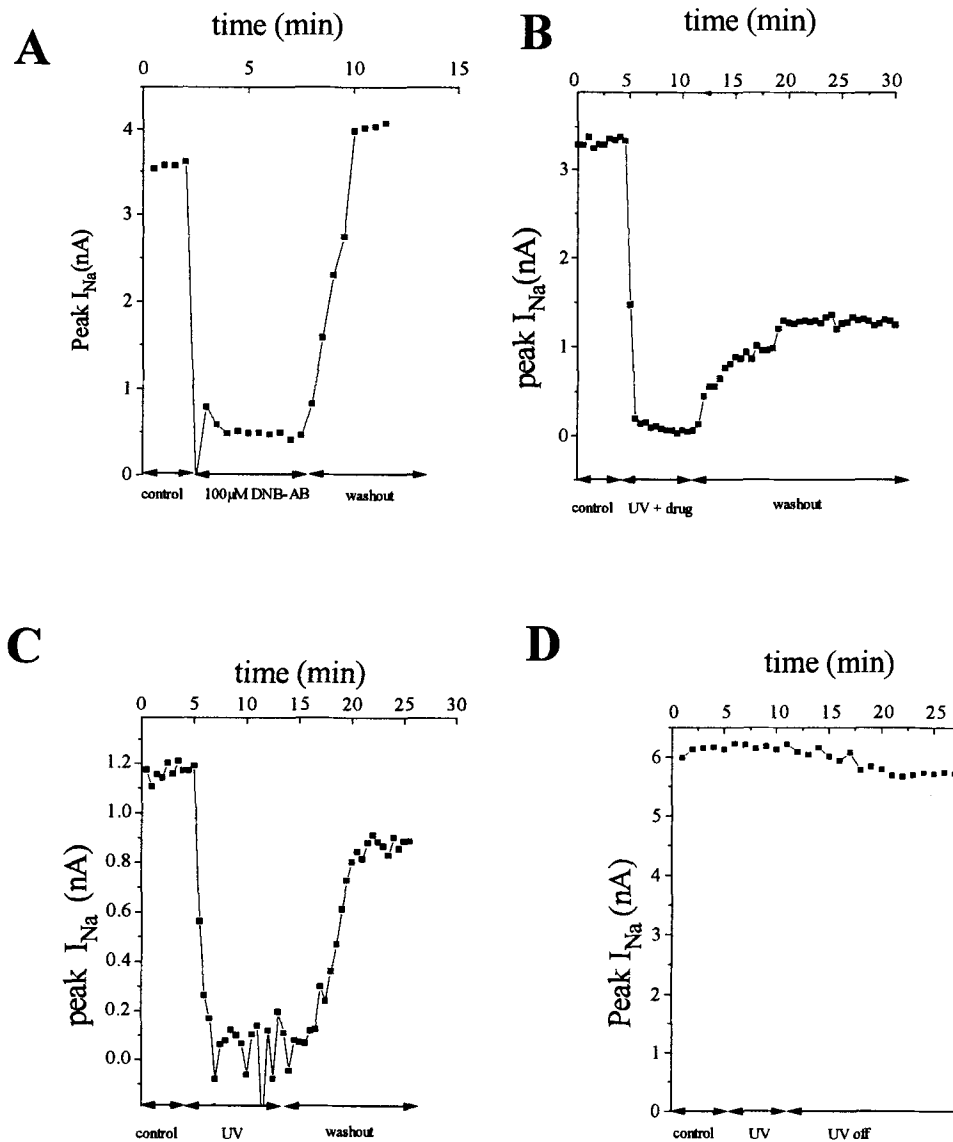 A
time (min)
0 5 10 15
4
3
2
1
0
Peak I_Na(nA)
control 100µM DNB-AB washout
B
time (min)
0 5 10 15 20 25 30
3
2
1
0
peak I_Na(nA)
control UV + drug washout
C
time (min)
0 5 10 15 20 25 30
1.2
1.0
0.8
0.6
0.4
0.2
0.0
peak I_Na (nA)
control UV washout
D
time (min)
0 5 10 15 20 25
6
5
4
3
2
1
0
Peak I_Na (nA)
control UV UV off